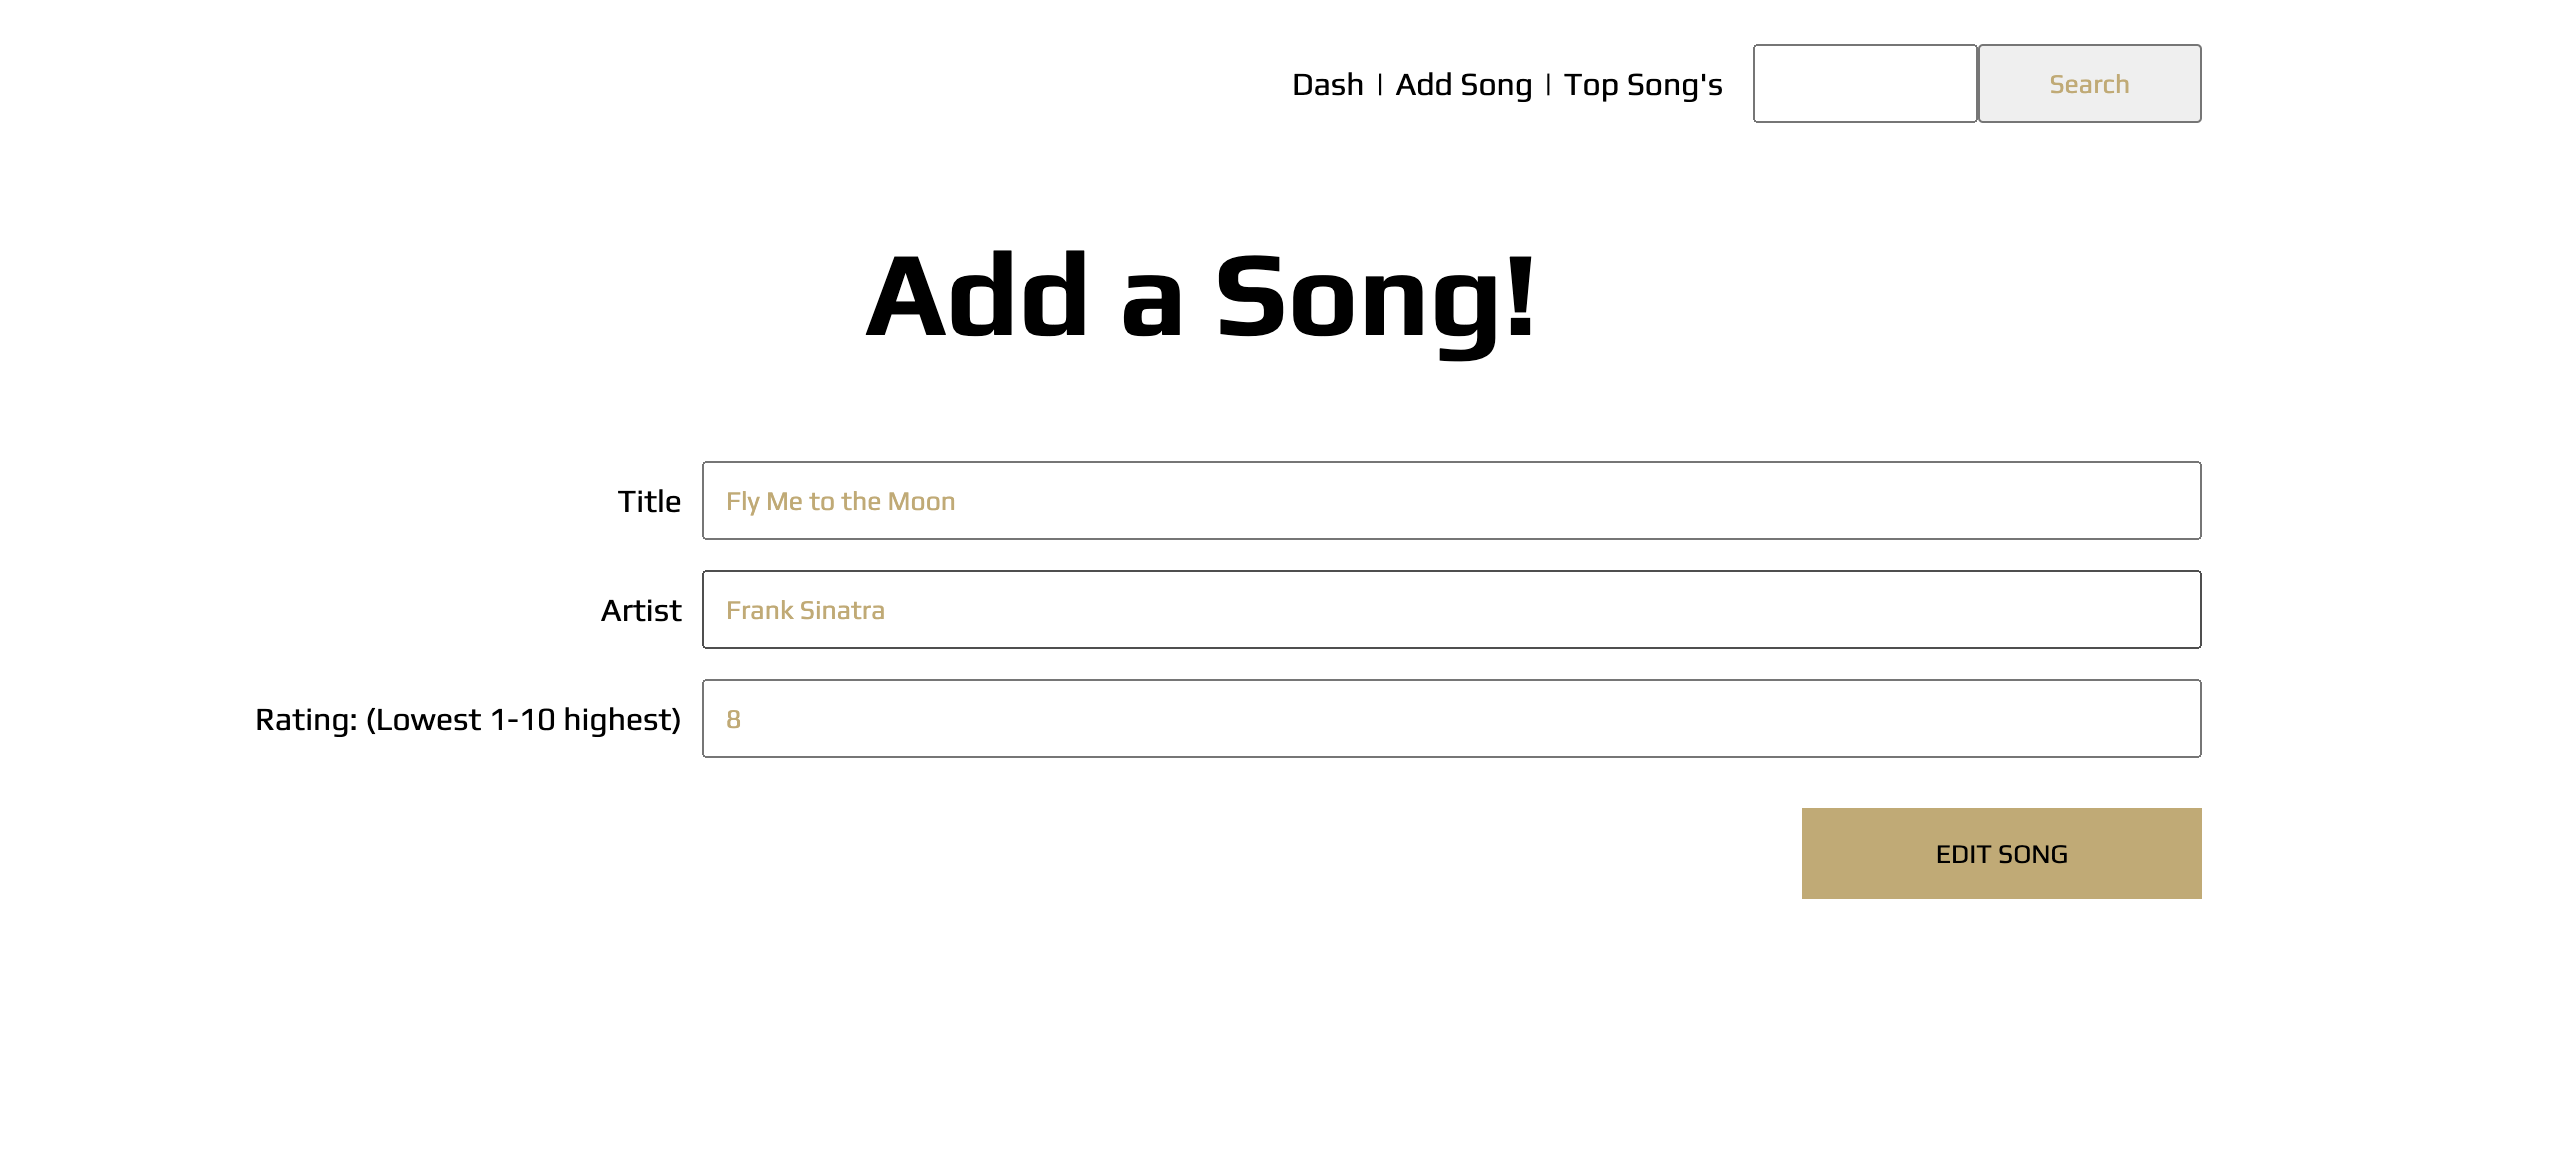 Dash | Add Song | Top Song's Search
Add a Song!
Title Fly Me to the Moon
Artist Frank Sinatra
Rating: (Lowest 1-10 highest) 8
EDIT SONG